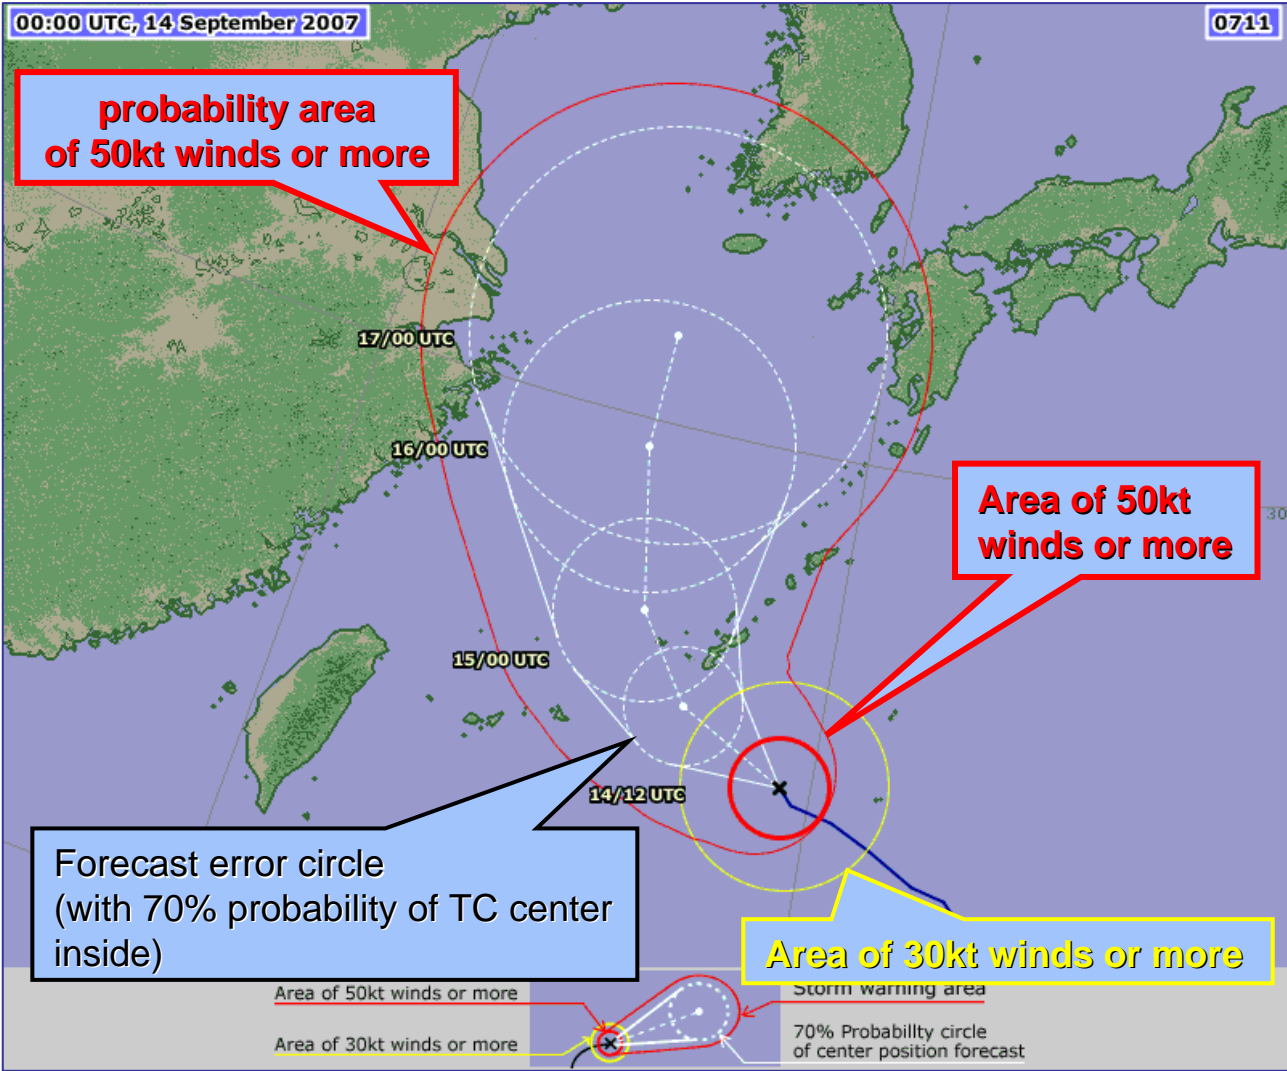 00:00 UTC, 14 September 2007
0711
probability area
of 50kt winds or more
17/00 UTC
16/00 UTC
Area of 50kt
winds or more
30
15/00 UTC
14/12 UTC
Forecast error circle
(with 70% probability of TC center
inside)
Area of 30kt winds or more
Area of 50kt winds or more
Storm warning area
Area of 30kt winds or more
70% Probability circle
of center position forecast